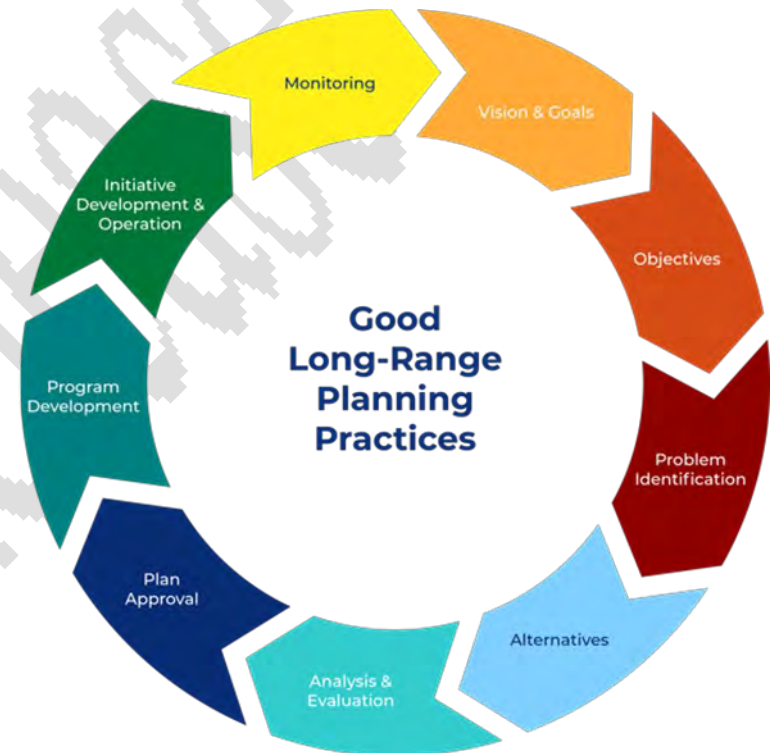 Monitoring
Vision & Goals
Objectives
Problem
Identification
Alternatives
Analysis &
Evaluation
Plan
Approval
Program
Development
Initiative
Development &
Operation
Good
Long-Range
Planning
Practices